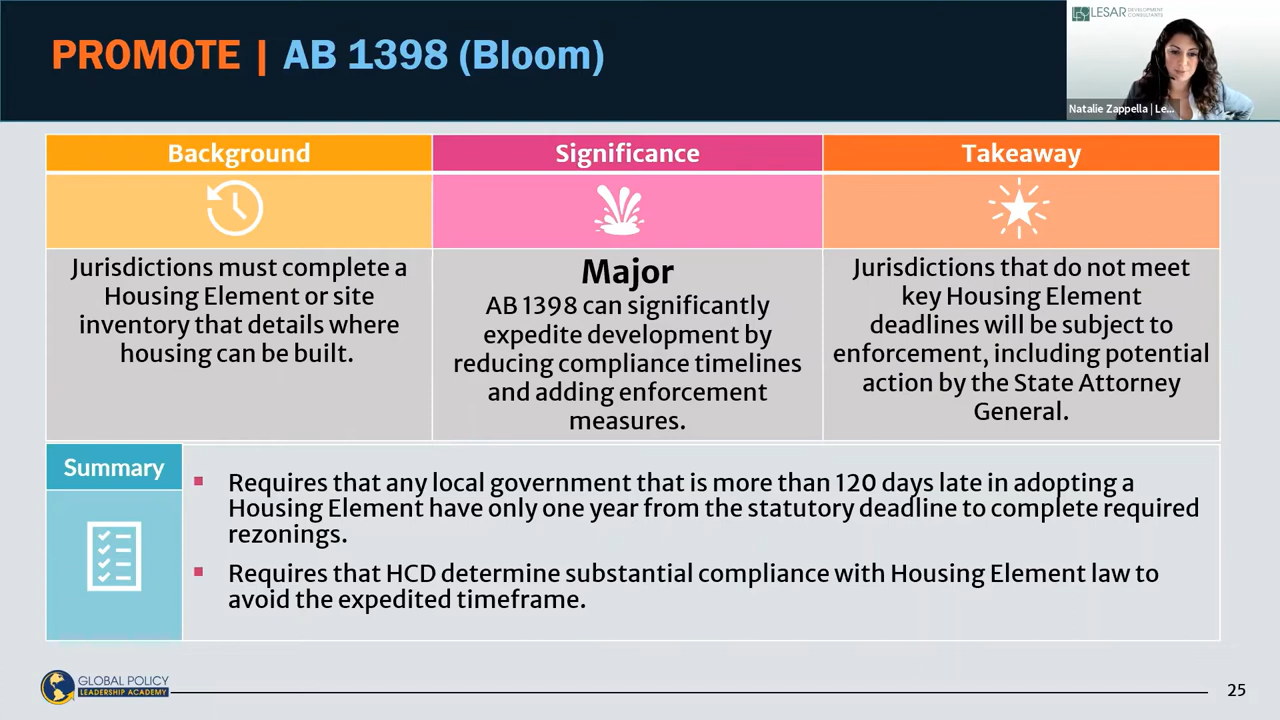 PROMOTE | AB 1398 (Bloom)
LESAR DEVELOPMENT
CONSULTANTS
Natalie Zappella | Le...
Background
Significance
Takeaway
Jurisdictions must complete a
Housing Element or site
inventory that details where
housing can be built.
Major
AB 1398 can significantly
expedite development by
reducing compliance timelines
and adding enforcement
measures.
Jurisdictions that do not meet
key Housing Element
deadlines will be subject to
enforcement, including potential
action by the State Attorney
General.
Summary
▪ Requires that any local government that is more than 120 days late in adopting a
Housing Element have only one year from the statutory deadline to complete required
rezonings.
▪ Requires that HCD determine substantial compliance with Housing Element law to
avoid the expedited timeframe.
GLOBAL POLICY
LEADERSHIP ACADEMY
25